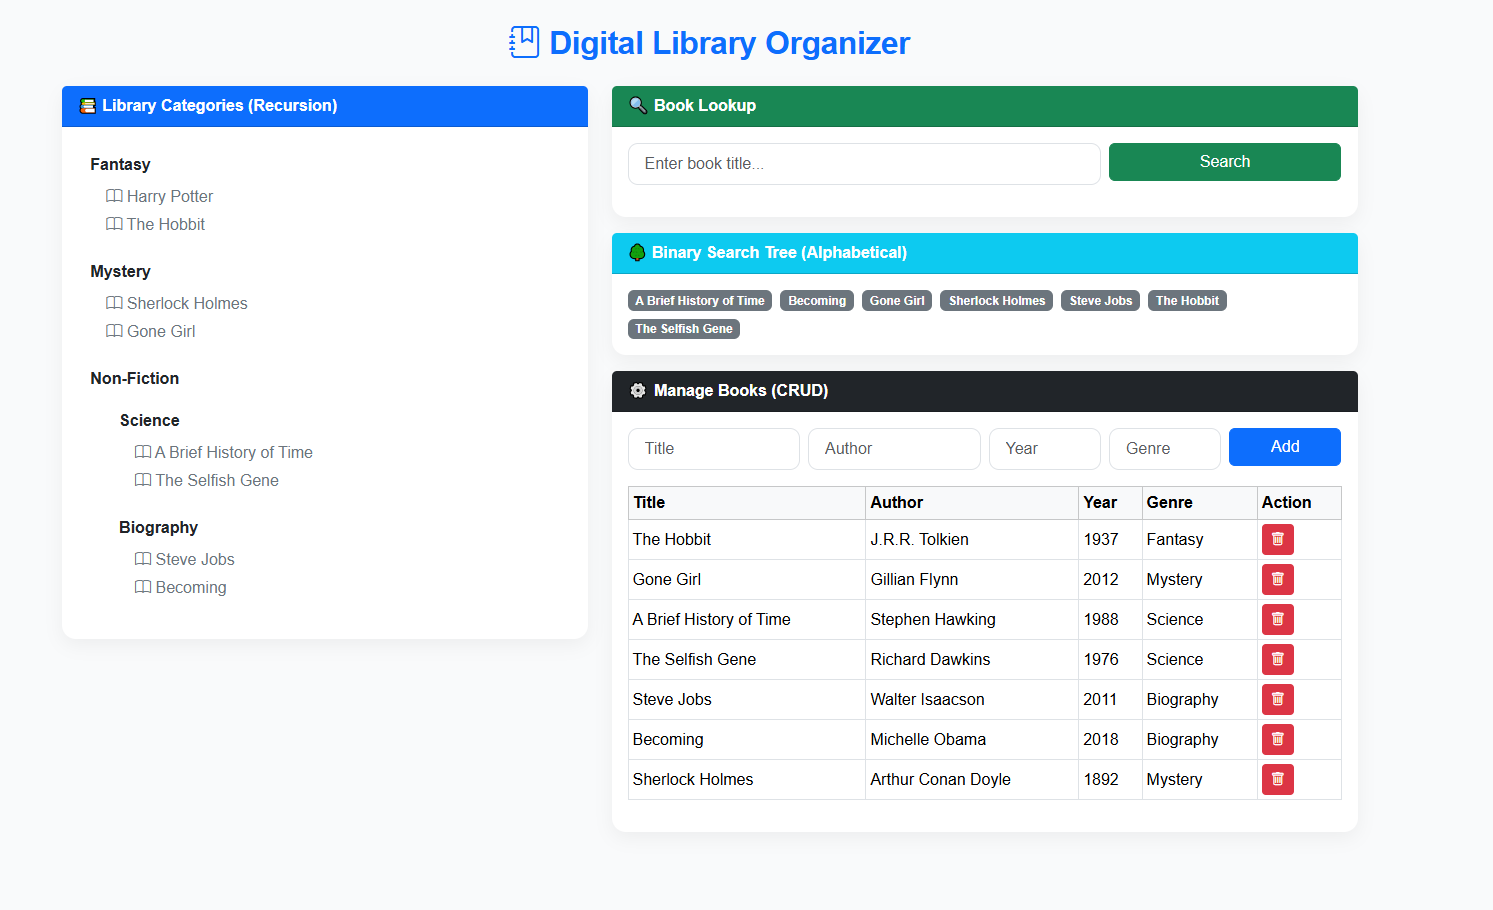 Digital Library Organizer
Library Categories (Recursion)
Fantasy
Harry Potter
The Hobbit
Mystery
Sherlock Holmes
Gone Girl
Non-Fiction
Science
A Brief History of Time
The Selfish Gene
Biography
Steve Jobs
Becoming
Book Lookup
Enter book title... Search
Binary Search Tree (Alphabetical)
A Brief History of Time Becoming Gone Girl Sherlock Holmes Steve Jobs The Hobbit
The Selfish Gene
Manage Books (CRUD)
Title Author Year Genre Add
Title Author Year Genre Action
The Hobbit J.R.R. Tolkien 1937 Fantasy
Gone Girl Gillian Flynn 2012 Mystery
A Brief History of Time Stephen Hawking 1988 Science
The Selfish Gene Richard Dawkins 1976 Science
Steve Jobs Walter Isaacson 2011 Biography
Becoming Michelle Obama 2018 Biography
Sherlock Holmes Arthur Conan Doyle 1892 Mystery